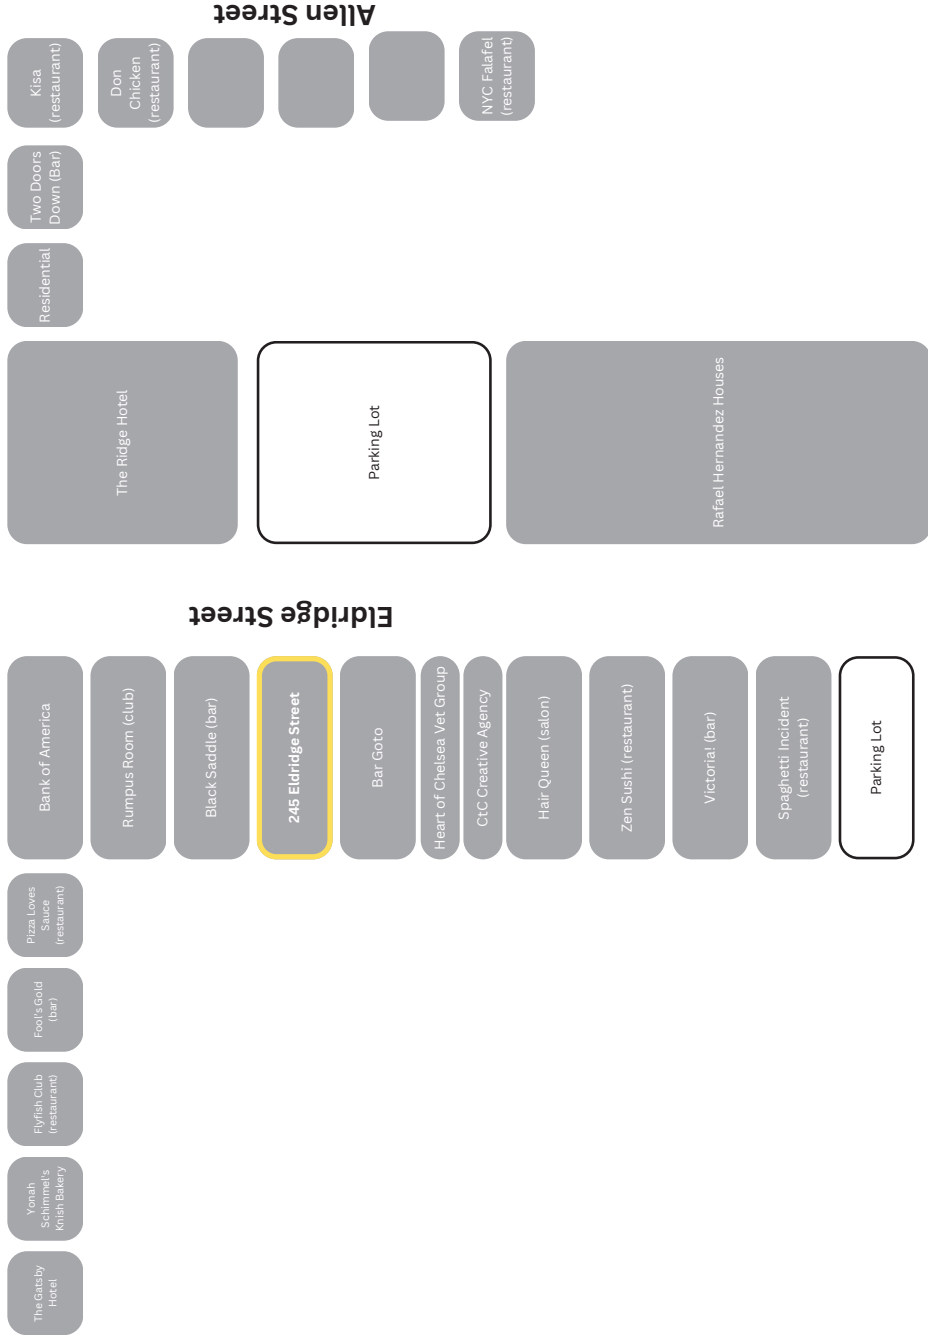 Allen Street
Kisa
(restaurant)
Don
Chicken
(restaurant)
NYC Falafel
(restaurant)
Two Doors
Down (Bar)
Residential
The Ridge Hotel
Parking Lot
Rafael Hernandez Houses
Eldridge Street
Bank of America
Rumpus Room (club)
Black Saddle (bar)
245 Eldridge Street
Bar Goto
Heart of Chelsea Vet Group
CtC Creative Agency
Hair Queen (salon)
Zen Sushi (restaurant)
Victoria! (bar)
Spaghetti Incident
(restaurant)
Parking Lot
Pizza Loves
Sauce
(restaurant)
Fool's Gold
(bar)
Flyfish Club
(restaurant)
Yonah
Schimmel's
Knish Bakery
The Gatsby
Hotel